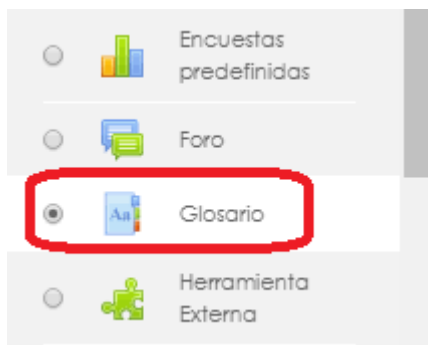 Encuestas
predefinidas
Foro
Aa
Glosario
Herramienta
Externa